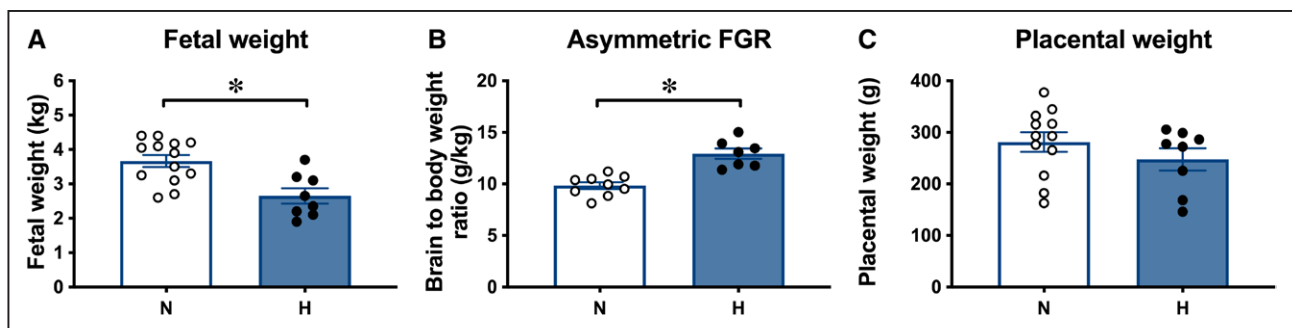 A Fetal weight
Fetal weight (kg)
6
5
4
3
2
1
0
*
N H
B Asymmetric FGR
Brain to body weight
ratio (g/kg)
20
15
10
5
0
*
N H
C Placental weight
Placental weight (g)
400
300
200
100
0
N H